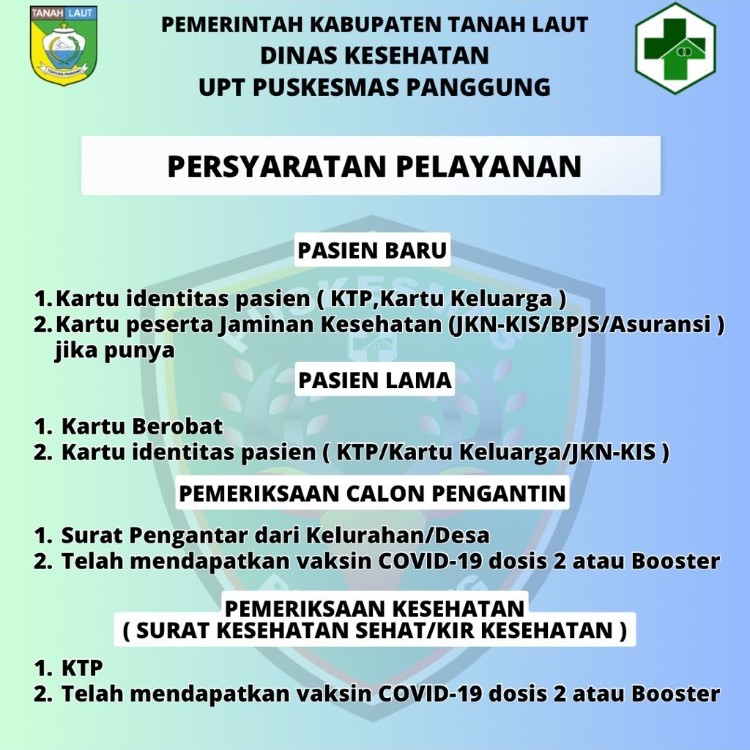 TANAH LAUT
PEMERINTAH KABUPATEN TANAH LAUT
DINAS KESEHATAN
UPT PUSKESMAS PANGGUNG
PERSYARATAN PELAYANAN
PASIEN BARU
1. Kartu identitas pasien ( KTP,Kartu Keluarga )
2. Kartu peserta Jaminan Kesehatan (JKN-KIS/BPJS/Asuransi )
jika punya
PASIEN LAMA
1. Kartu Berobat
2. Kartu identitas pasien ( KTP/Kartu Keluarga/JKN-KIS )
PEMERIKSAAN CALON PENGANTIN
1. Surat Pengantar dari Kelurahan/Desa
2. Telah mendapatkan vaksin COVID-19 dosis 2 atau Booster
PEMERIKSAAN KESEHATAN
( SURAT KESEHATAN SEHAT/KIR KESEHATAN )
1. KTP
2. Telah mendapatkan vaksin COVID-19 dosis 2 atau Booster
PUSKESMAS